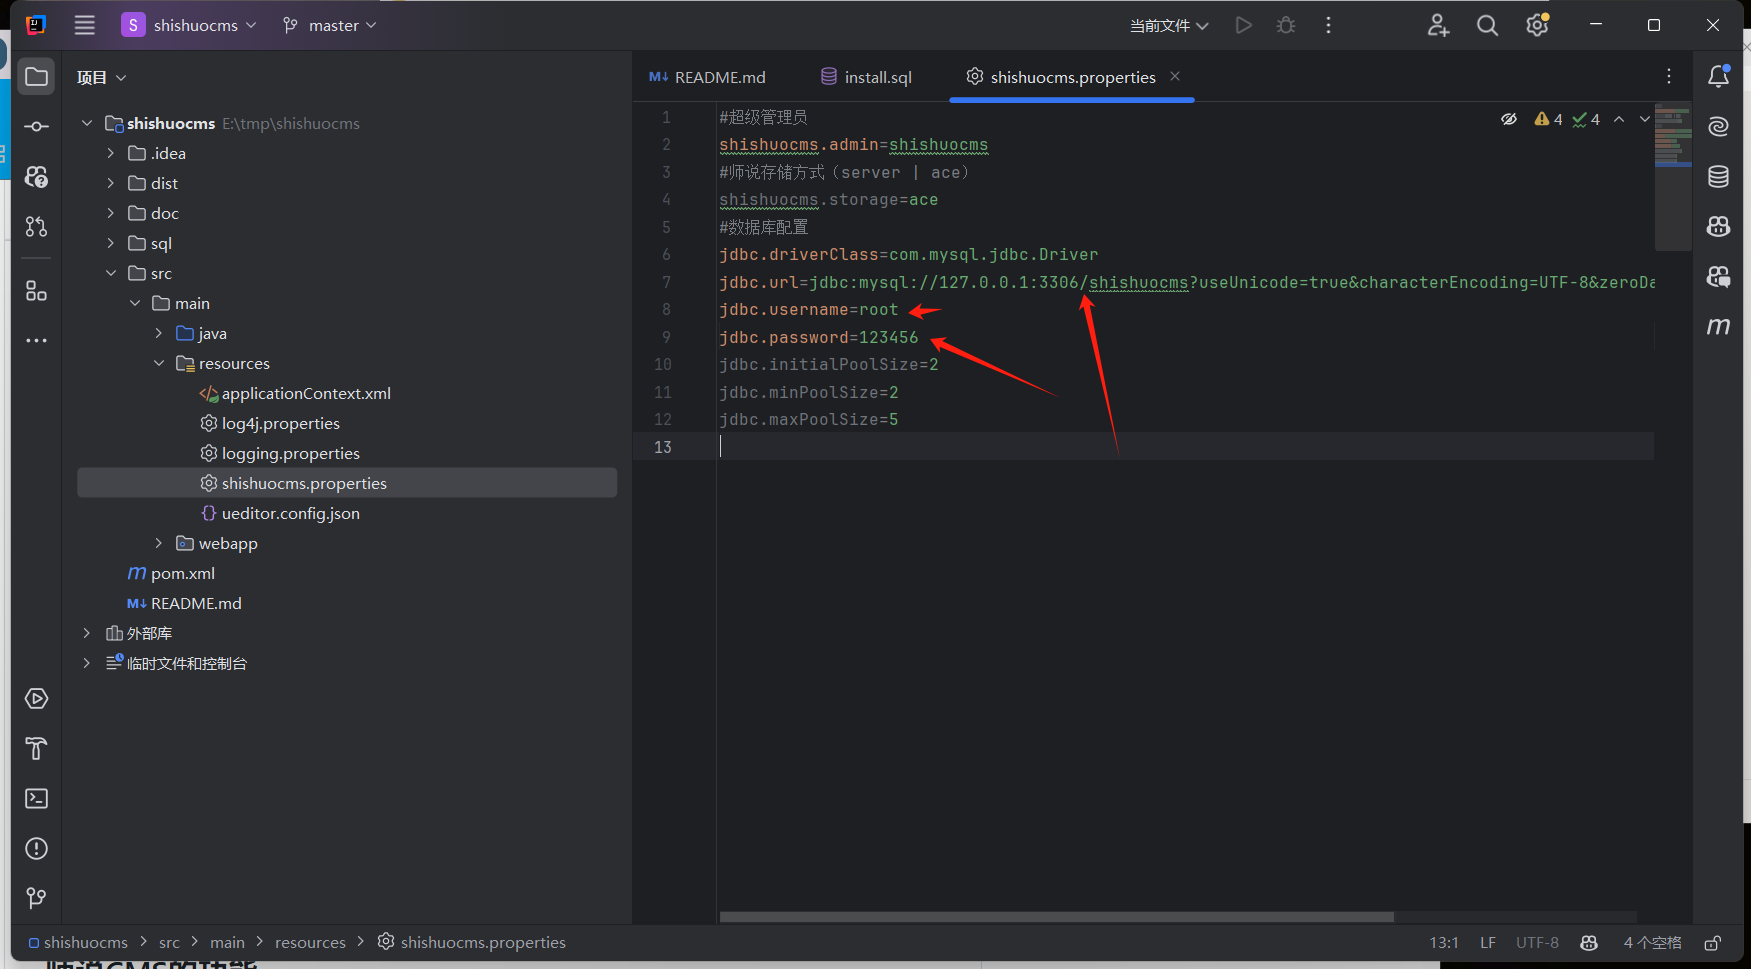 S shishuocms master 当前文件
项目
shishuocms E:\tmp\shishuocms
.idea
dist
doc
sql
src
main
java
resources
applicationContext.xml
log4j.properties
logging.properties
shishuocms.properties
{} ueditor.config.json
webapp
m pom.xml
M↓ README.md
外部库
临时文件和控制台
M↓ README.md install.sql shishuocms.properties
4 4
1 #超级管理员
2 shishuocms.admin=shishuocms
3 #师说存储方式（server | ace）
4 shishuocms.storage=ace
5 #数据库配置
6 jdbc.driverClass=com.mysql.jdbc.Driver
7 jdbc.url=jdbc:mysql://127.0.0.1:3306/shishuocms?useUnicode=true&characterEncoding=UTF-8&zeroDa
8 jdbc.username=root
9 jdbc.password=123456
10 jdbc.initialPoolSize=2
11 jdbc.minPoolSize=2
12 jdbc.maxPoolSize=5
13
m
shishuocms > src > main > resources > shishuocms.properties 13:1 LF UTF-8 4 个空格